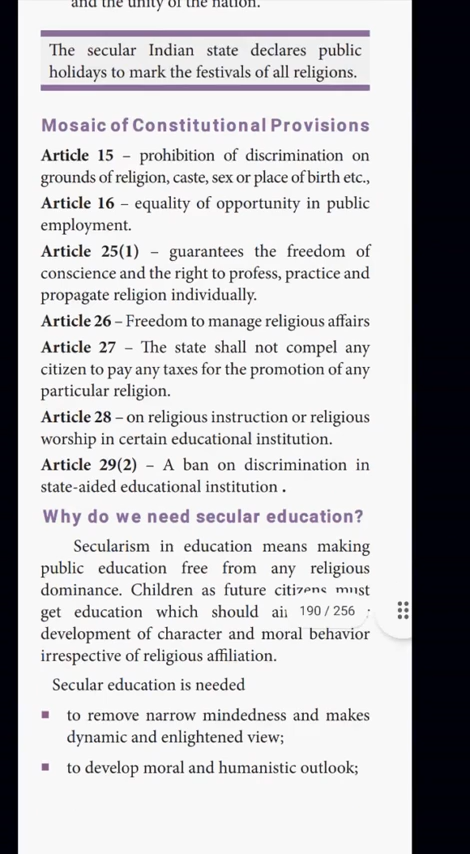 and the unity of the nation.
The secular Indian state declares public
holidays to mark the festivals of all religions.
Mosaic of Constitutional Provisions
Article 15 – prohibition of discrimination on
grounds of religion, caste, sex or place of birth etc.,
Article 16 – equality of opportunity in public
employment.
Article 25(1) – guarantees the freedom of
conscience and the right to profess, practice and
propagate religion individually.
Article 26 – Freedom to manage religious affairs
Article 27 – The state shall not compel any
citizen to pay any taxes for the promotion of any
particular religion.
Article 28 – on religious instruction or religious
worship in certain educational institution.
Article 29(2) – A ban on discrimination in
state-aided educational institution .
Why do we need secular education?
Secularism in education means making
public education free from any religious
dominance. Children as future citizens must
get education which should
190 / 256
development of character and moral behavior
irrespective of religious affiliation.
Secular education is needed
to remove narrow mindedness and makes
dynamic and enlightened view;
to develop moral and humanistic outlook;